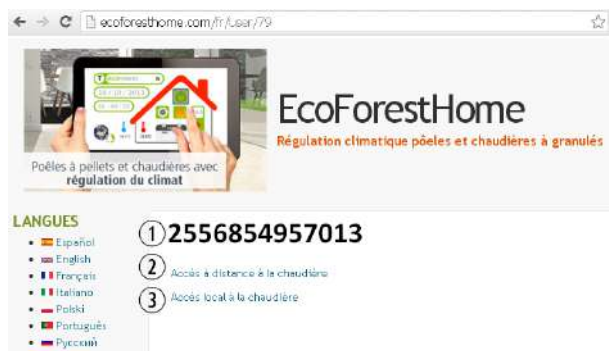 ecoforesthome.com/fr/user/79
EcoForestHome
Régulation climatique pôeles et chaudières à granulés
Poêles à pellets et chaudières avec
régulation du climat
LANGUES
Español
English
Français
Italiano
Polski
Português
Русский
1 2556854957013
2 Accès à distance à la chaudière
3 Accès local à la chaudière